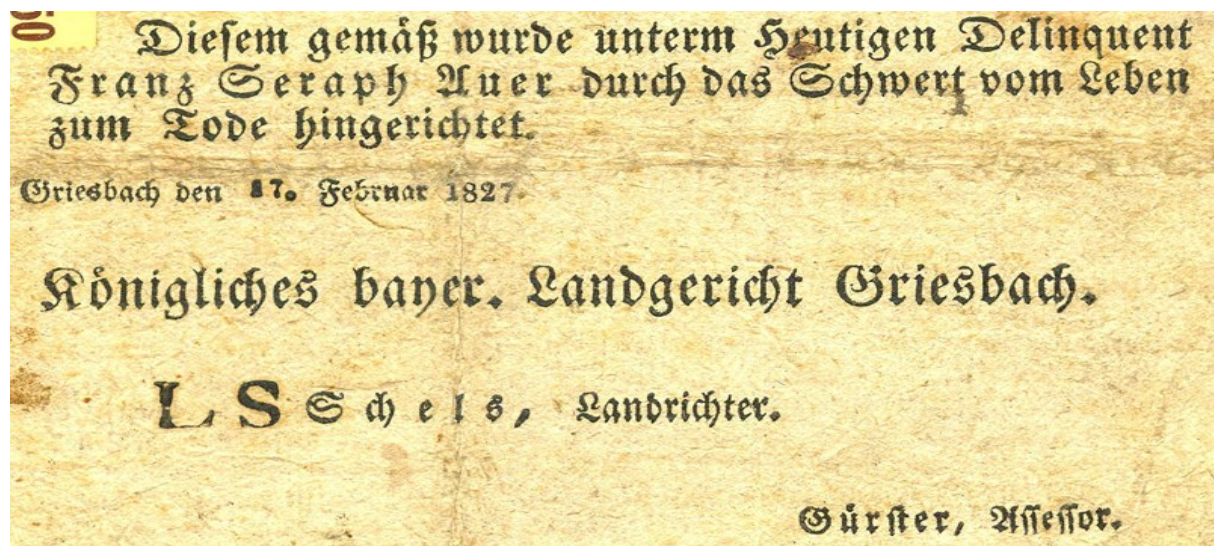 50
Dieſem gemäß wurde unterm Heutigen Delinquent
Franz Seraph Auer durch das Schwert vom Leben
zum Tode hingerichtet.
Griesbach den 17. Februar 1827.
Königliches bayer. Landgericht Griesbach.
L S Schels, Landrichter.
Gürſter, Aſſeſſor.